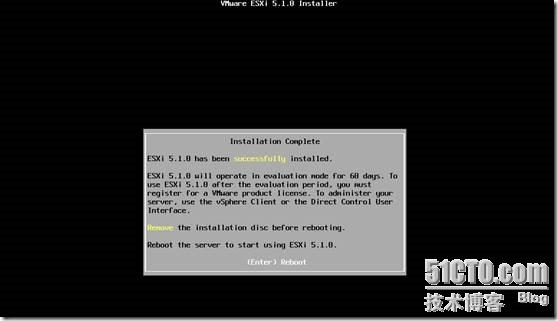 VMware ESXi 5.1.0 Installer
Installation Complete
ESXi 5.1.0 has been successfully installed.
ESXi 5.1.0 will operate in evaluation mode for 60 days. To
use ESXi 5.1.0 after the evaluation period, you must
register for a VMware product license. To administer your
server, use the vSphere Client or the Direct Control User
Interface.
Remove the installation disc before rebooting.
Reboot the server to start using ESXi 5.1.0.
(Enter) Reboot
51CTO.com
技术博客 Blog